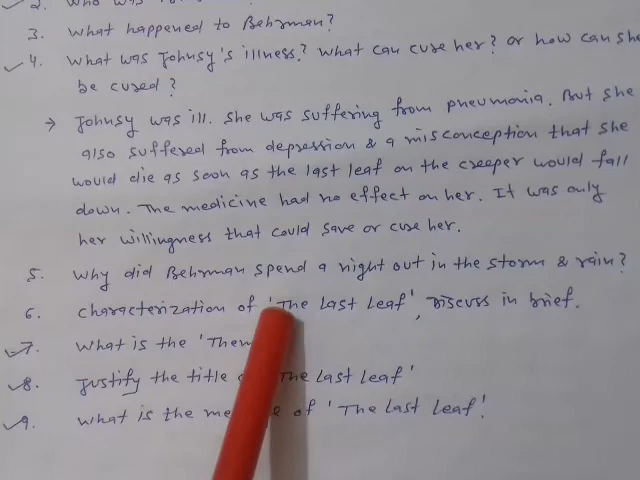 2. Who was
3. What happened to Behrman?
4. What was Johnsy's illness? What can cure her? or how can she
be cured?
→ Johnsy was ill. She was suffering from pneumonia. But she
also suffered from depression & a misconception that she
would die as soon as the last leaf on the creeper would fall
down. The medicine had no effect on her. It was only
her willingness that could save or cure her.
5. Why did Behrman spend a night out in the storm & rain?
6. Characterization of 'The Last Leaf', Discuss in brief.
7. What is the 'Them
8. Justify the title 'The Last Leaf'
9. What is the me of 'The Last Leaf'.